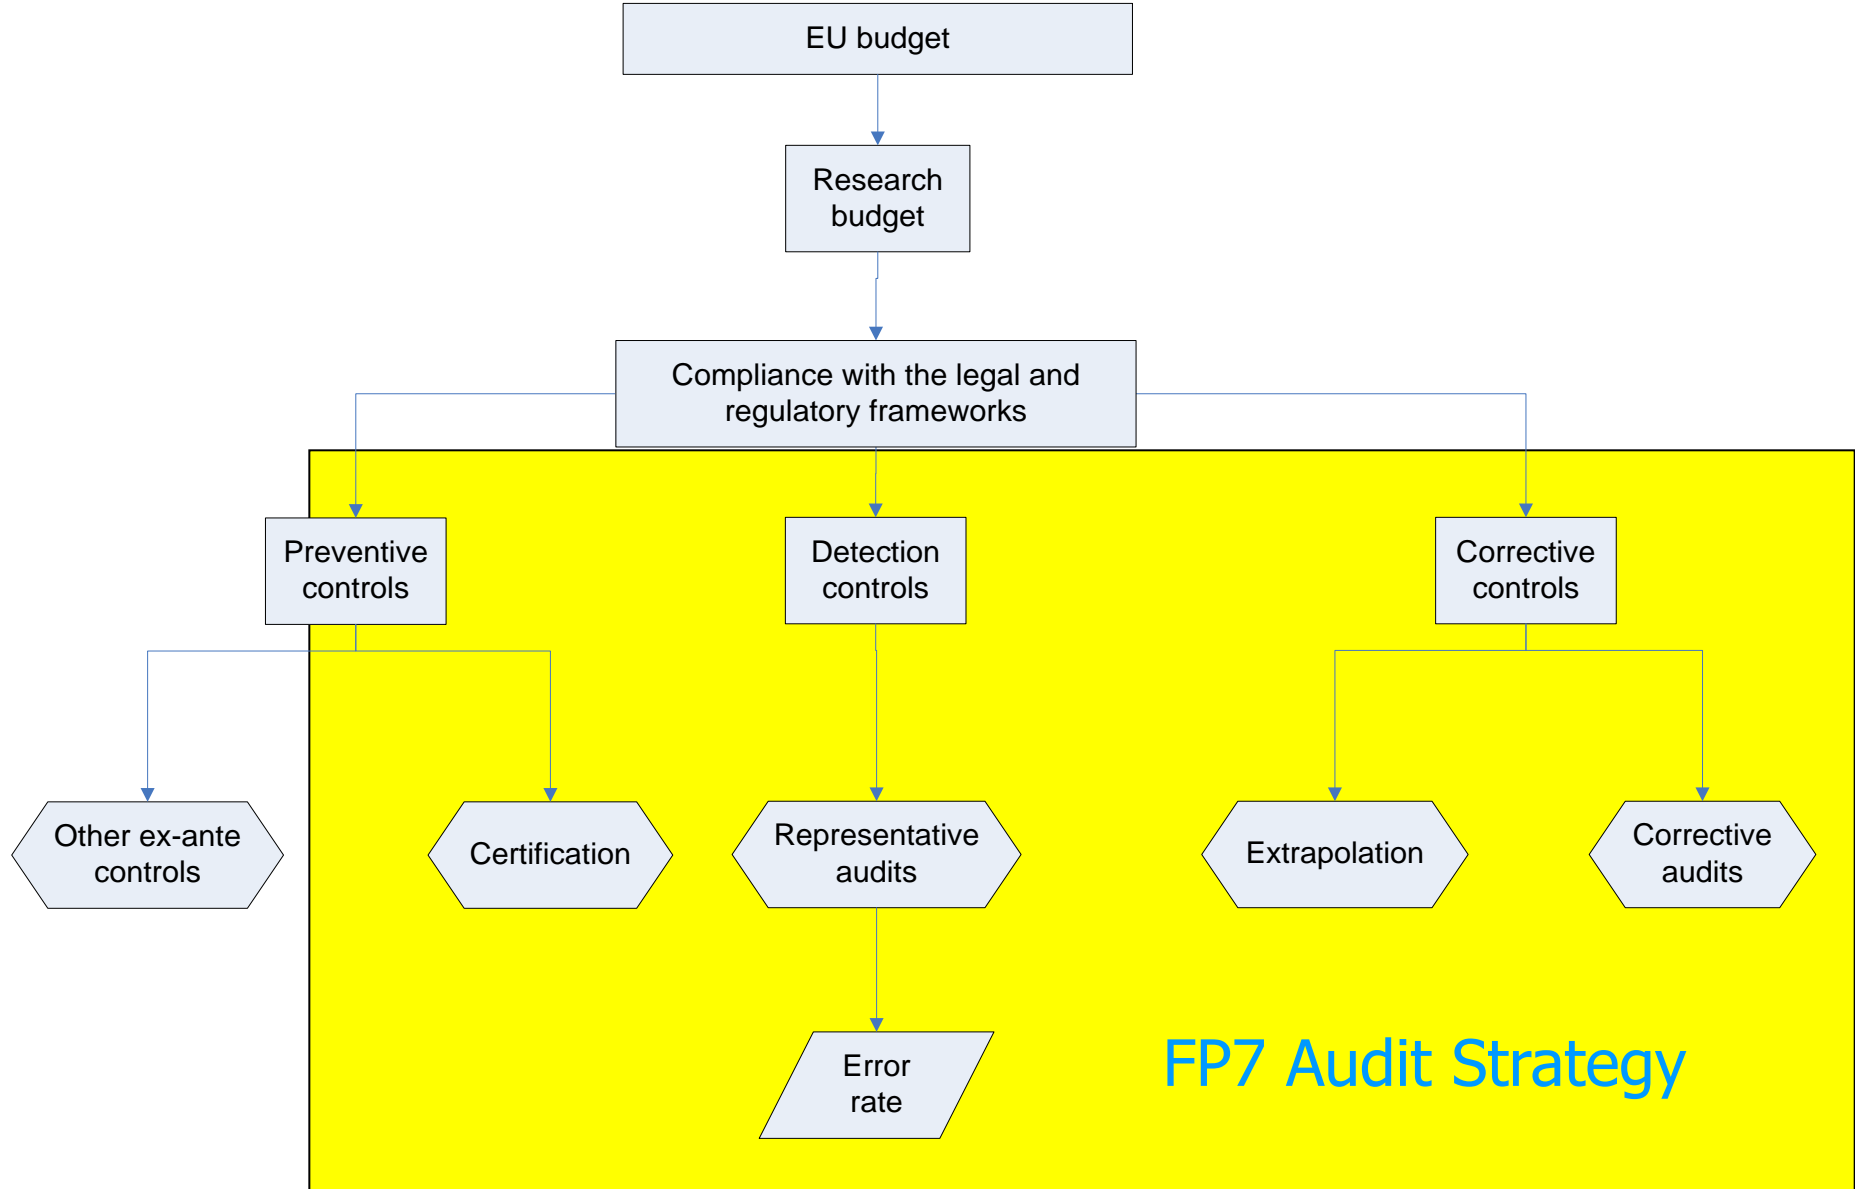 EU budget
Research
budget
Compliance with the legal and
regulatory frameworks
Preventive
controls
Detection
controls
Corrective
controls
Other ex-ante
controls
Certification
Representative
audits
Extrapolation
Corrective
audits
Error
rate
FP7 Audit Strategy